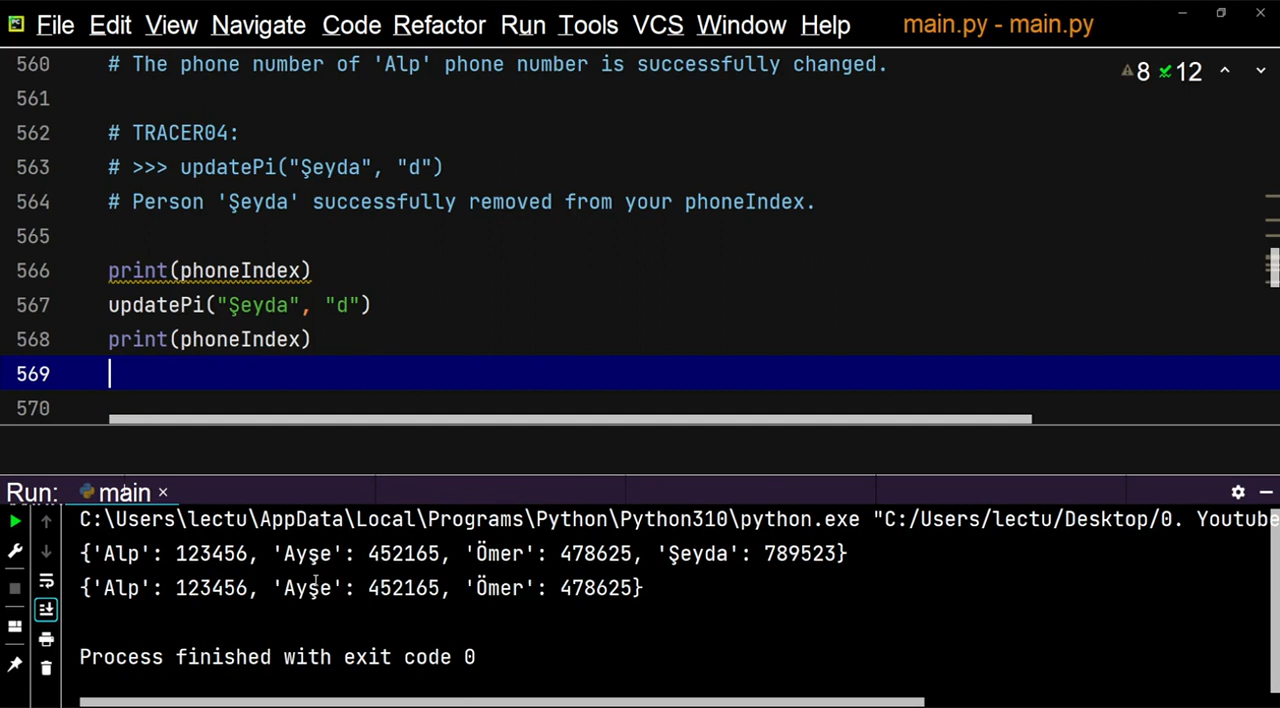 File Edit View Navigate Code Refactor Run Tools VCS Window Help main.py - main.py
560 # The phone number of 'Alp' phone number is successfully changed.
8 12
561
562 # TRACER04:
563 # >>> updatePi("Şeyda", "d")
564 # Person 'Şeyda' successfully removed from your phoneIndex.
565
566 print(phoneIndex)
567 updatePi("Şeyda", "d")
568 print(phoneIndex)
569
570
Run: main ×
C:\Users\lectu\AppData\Local\Programs\Python\Python310\python.exe "C:/Users/lectu/Desktop/0. Youtube
{'Alp': 123456, 'Ayşe': 452165, 'Ömer': 478625, 'Şeyda': 789523}
{'Alp': 123456, 'Ayşe': 452165, 'Ömer': 478625}
Process finished with exit code 0